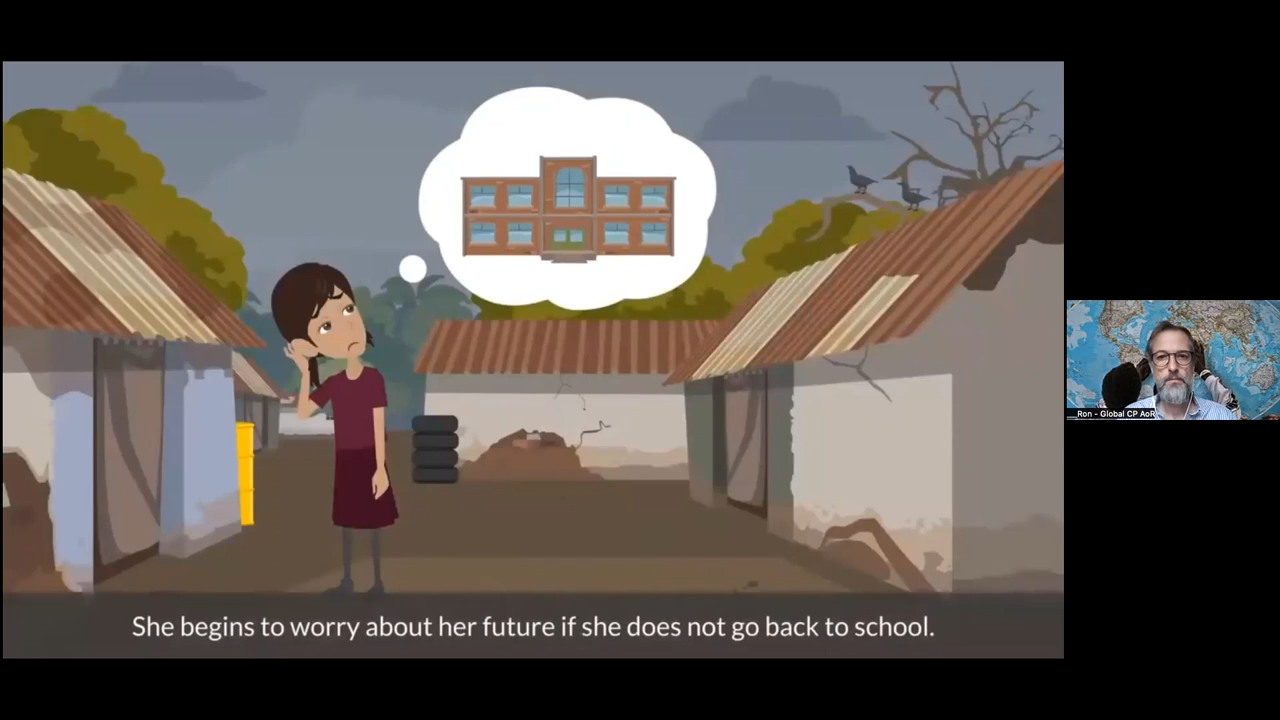 She begins to worry about her future if she does not go back to school.
Ron - Global CP AoR